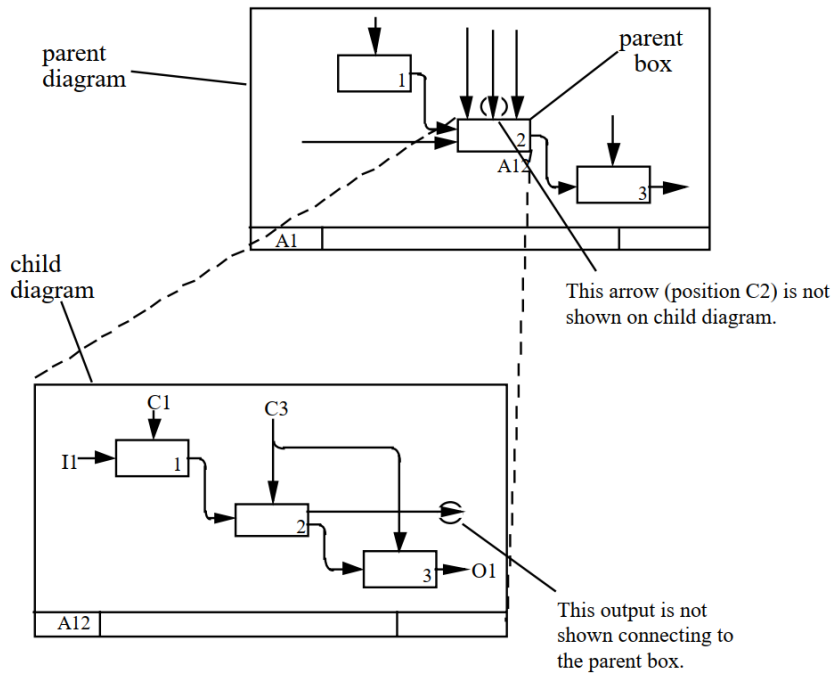 parent
diagram
parent
box
1
2
A12
3
A1
child
diagram
This arrow (position C2) is not
shown on child diagram.
C1
C3
I1
1
2
3
O1
A12
This output is not
shown connecting to
the parent box.